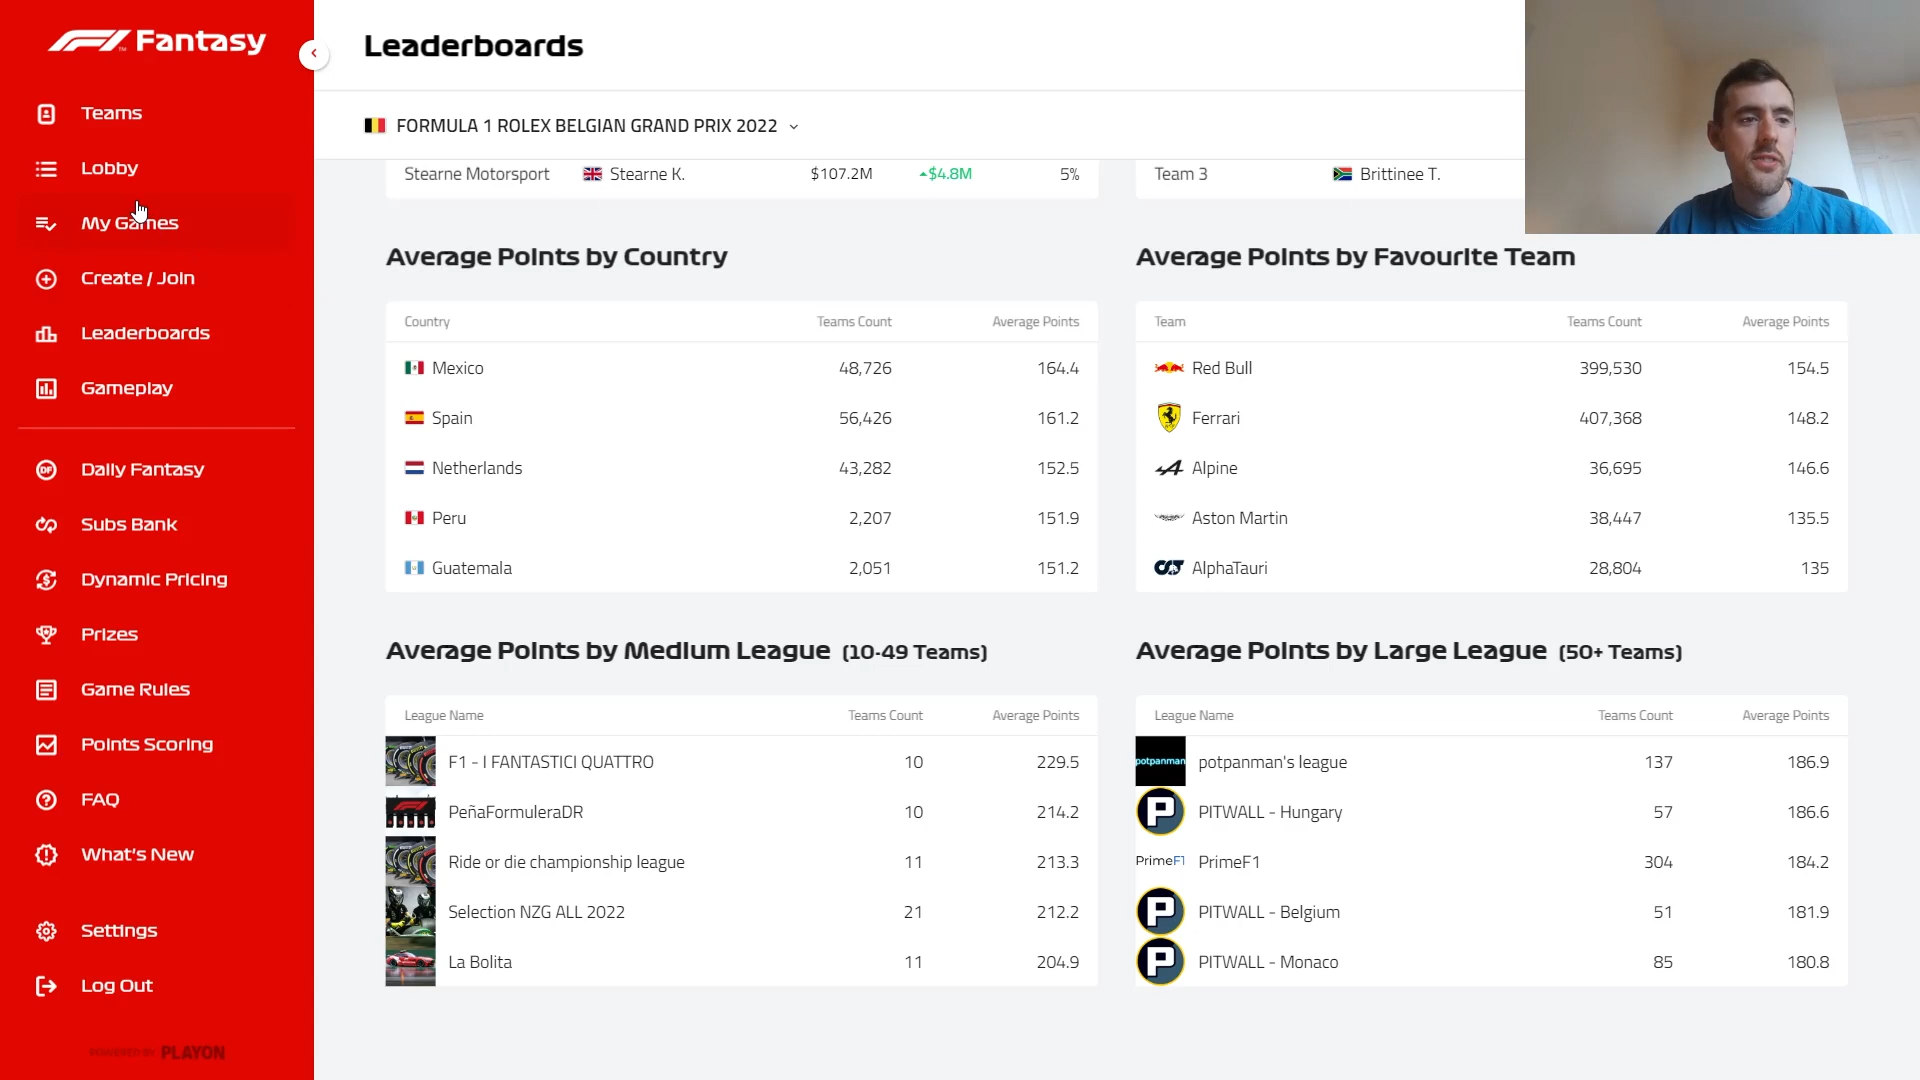 F1 Fantasy
Teams
Lobby
My Games
Create / Join
Leaderboards
Gameplay
Daily Fantasy
Subs Bank
Dynamic Pricing
Prizes
Game Rules
Points Scoring
FAQ
What's New
Settings
Log Out
POWERED BY PLAYON
Leaderboards
FORMULA 1 ROLEX BELGIAN GRAND PRIX 2022
Stearne Motorsport Stearne K. $107.2M $4.8M 5%
Team 3 Brittinee T.
Average Points by Country
Country Teams Count Average Points
Mexico 48,726 164.4
Spain 56,426 161.2
Netherlands 43,282 152.5
Peru 2,207 151.9
Guatemala 2,051 151.2
Average Points by Favourite Team
Team Teams Count Average Points
Red Bull 399,530 154.5
Ferrari 407,368 148.2
Alpine 36,695 146.6
Aston Martin 38,447 135.5
AlphaTauri 28,804 135
Average Points by Medium League (10-49 Teams)
League Name Teams Count Average Points
F1 - I FANTASTICI QUATTRO 10 229.5
PeñaFormuleraDR 10 214.2
Ride or die championship league 11 213.3
Selection NZG ALL 2022 21 212.2
La Bolita 11 204.9
Average Points by Large League (50+ Teams)
League Name Teams Count Average Points
potpanman potpanman's league 137 186.9
P PITWALL - Hungary 57 186.6
PrimeF1 PrimeF1 304 184.2
P PITWALL - Belgium 51 181.9
P PITWALL - Monaco 85 180.8